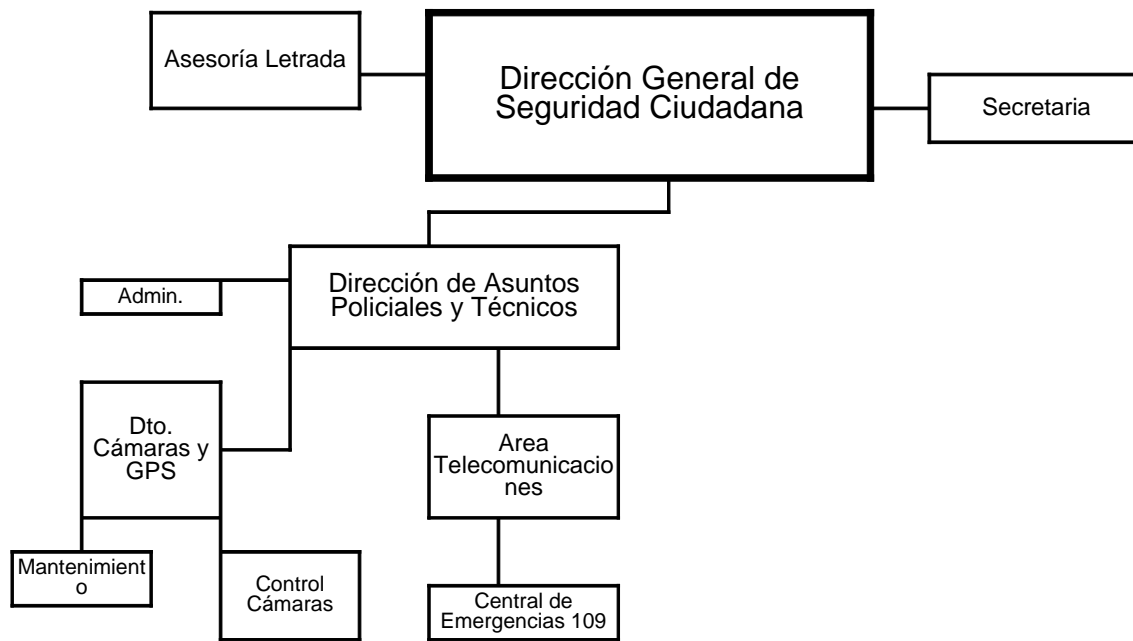 Asesoría Letrada
Dirección General de
Seguridad Ciudadana
Secretaria
Dirección de Asuntos
Policiales y Técnicos
Admin.
Dto.
Cámaras y
GPS
Area
Telecomunicacio
nes
Mantenimient
o
Control
Cámaras
Central de
Emergencias 109